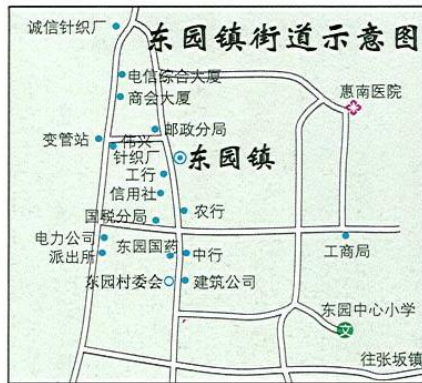 诚信针织厂
东园镇街道示意图
电信综合大厦
商会大厦
惠南医院
邮政分局
变管站
伟兴
针织厂
东园镇
工行
信用社
农行
国税分局
电力公司
派出所
东园国药
中行
工商局
东园村委会
建筑公司
东园中心小学
文
往张坂镇